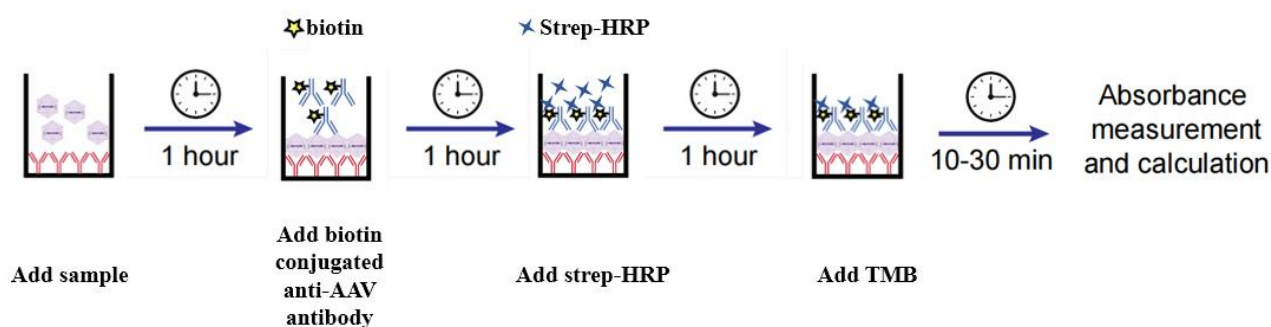 biotin
Strep-HRP
1 hour
1 hour
1 hour
10-30 min
Absorbance
measurement
and calculation
Add sample
Add biotin
conjugated
anti-AAV
antibody
Add strep-HRP
Add TMB